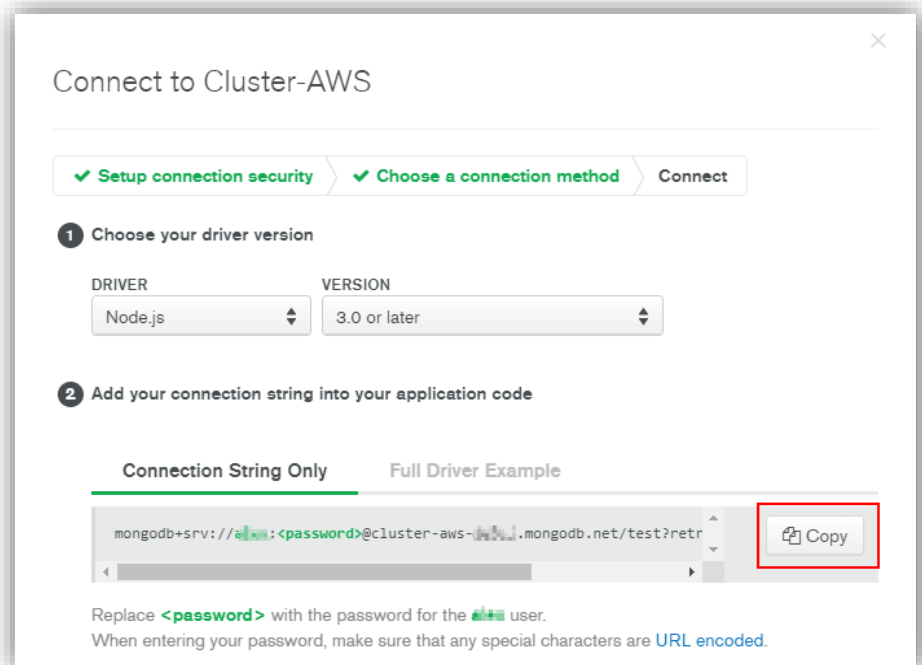 Connect to Cluster-AWS
Setup connection security Choose a connection method Connect
1 Choose your driver version
DRIVER VERSION
Node.js 3.0 or later
2 Add your connection string into your application code
Connection String Only Full Driver Example
mongodb+srv:// :<password>@cluster-aws- .mongodb.net/test?retr Copy
Replace <password> with the password for the user.
When entering your password, make sure that any special characters are URL encoded.